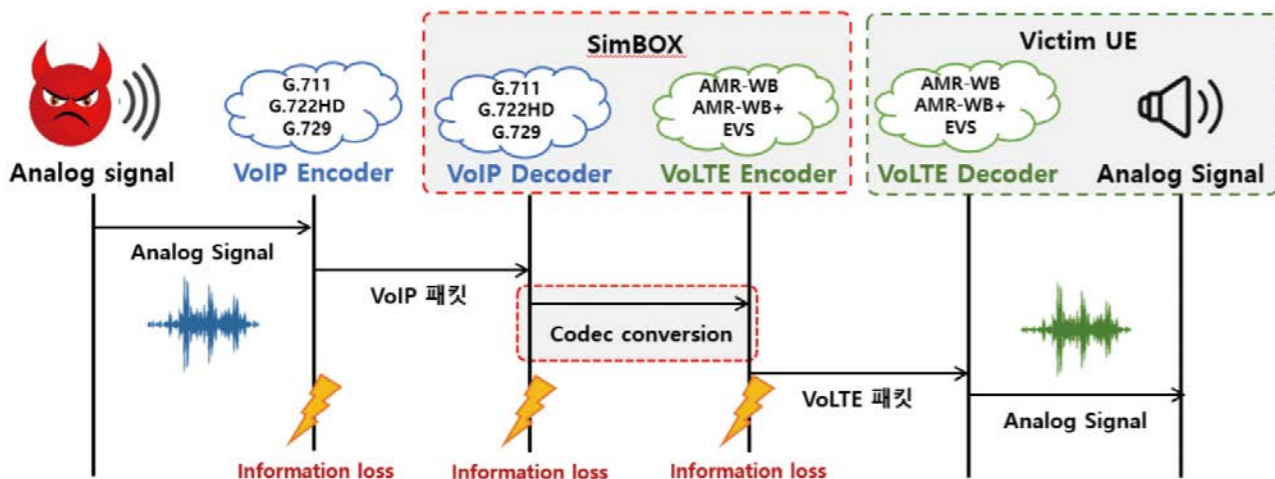 SimBOX
Victim UE
G.711
G.722HD
G.729
G.711
G.722HD
G.729
AMR-WB
AMR-WB+
EVS
AMR-WB
AMR-WB+
EVS
Analog signal
VoIP Encoder
VoIP Decoder
VoLTE Encoder
VoLTE Decoder
Analog Signal
Analog Signal
VoIP 패킷
Codec conversion
VoLTE 패킷
Analog Signal
Information loss
Information loss
Information loss